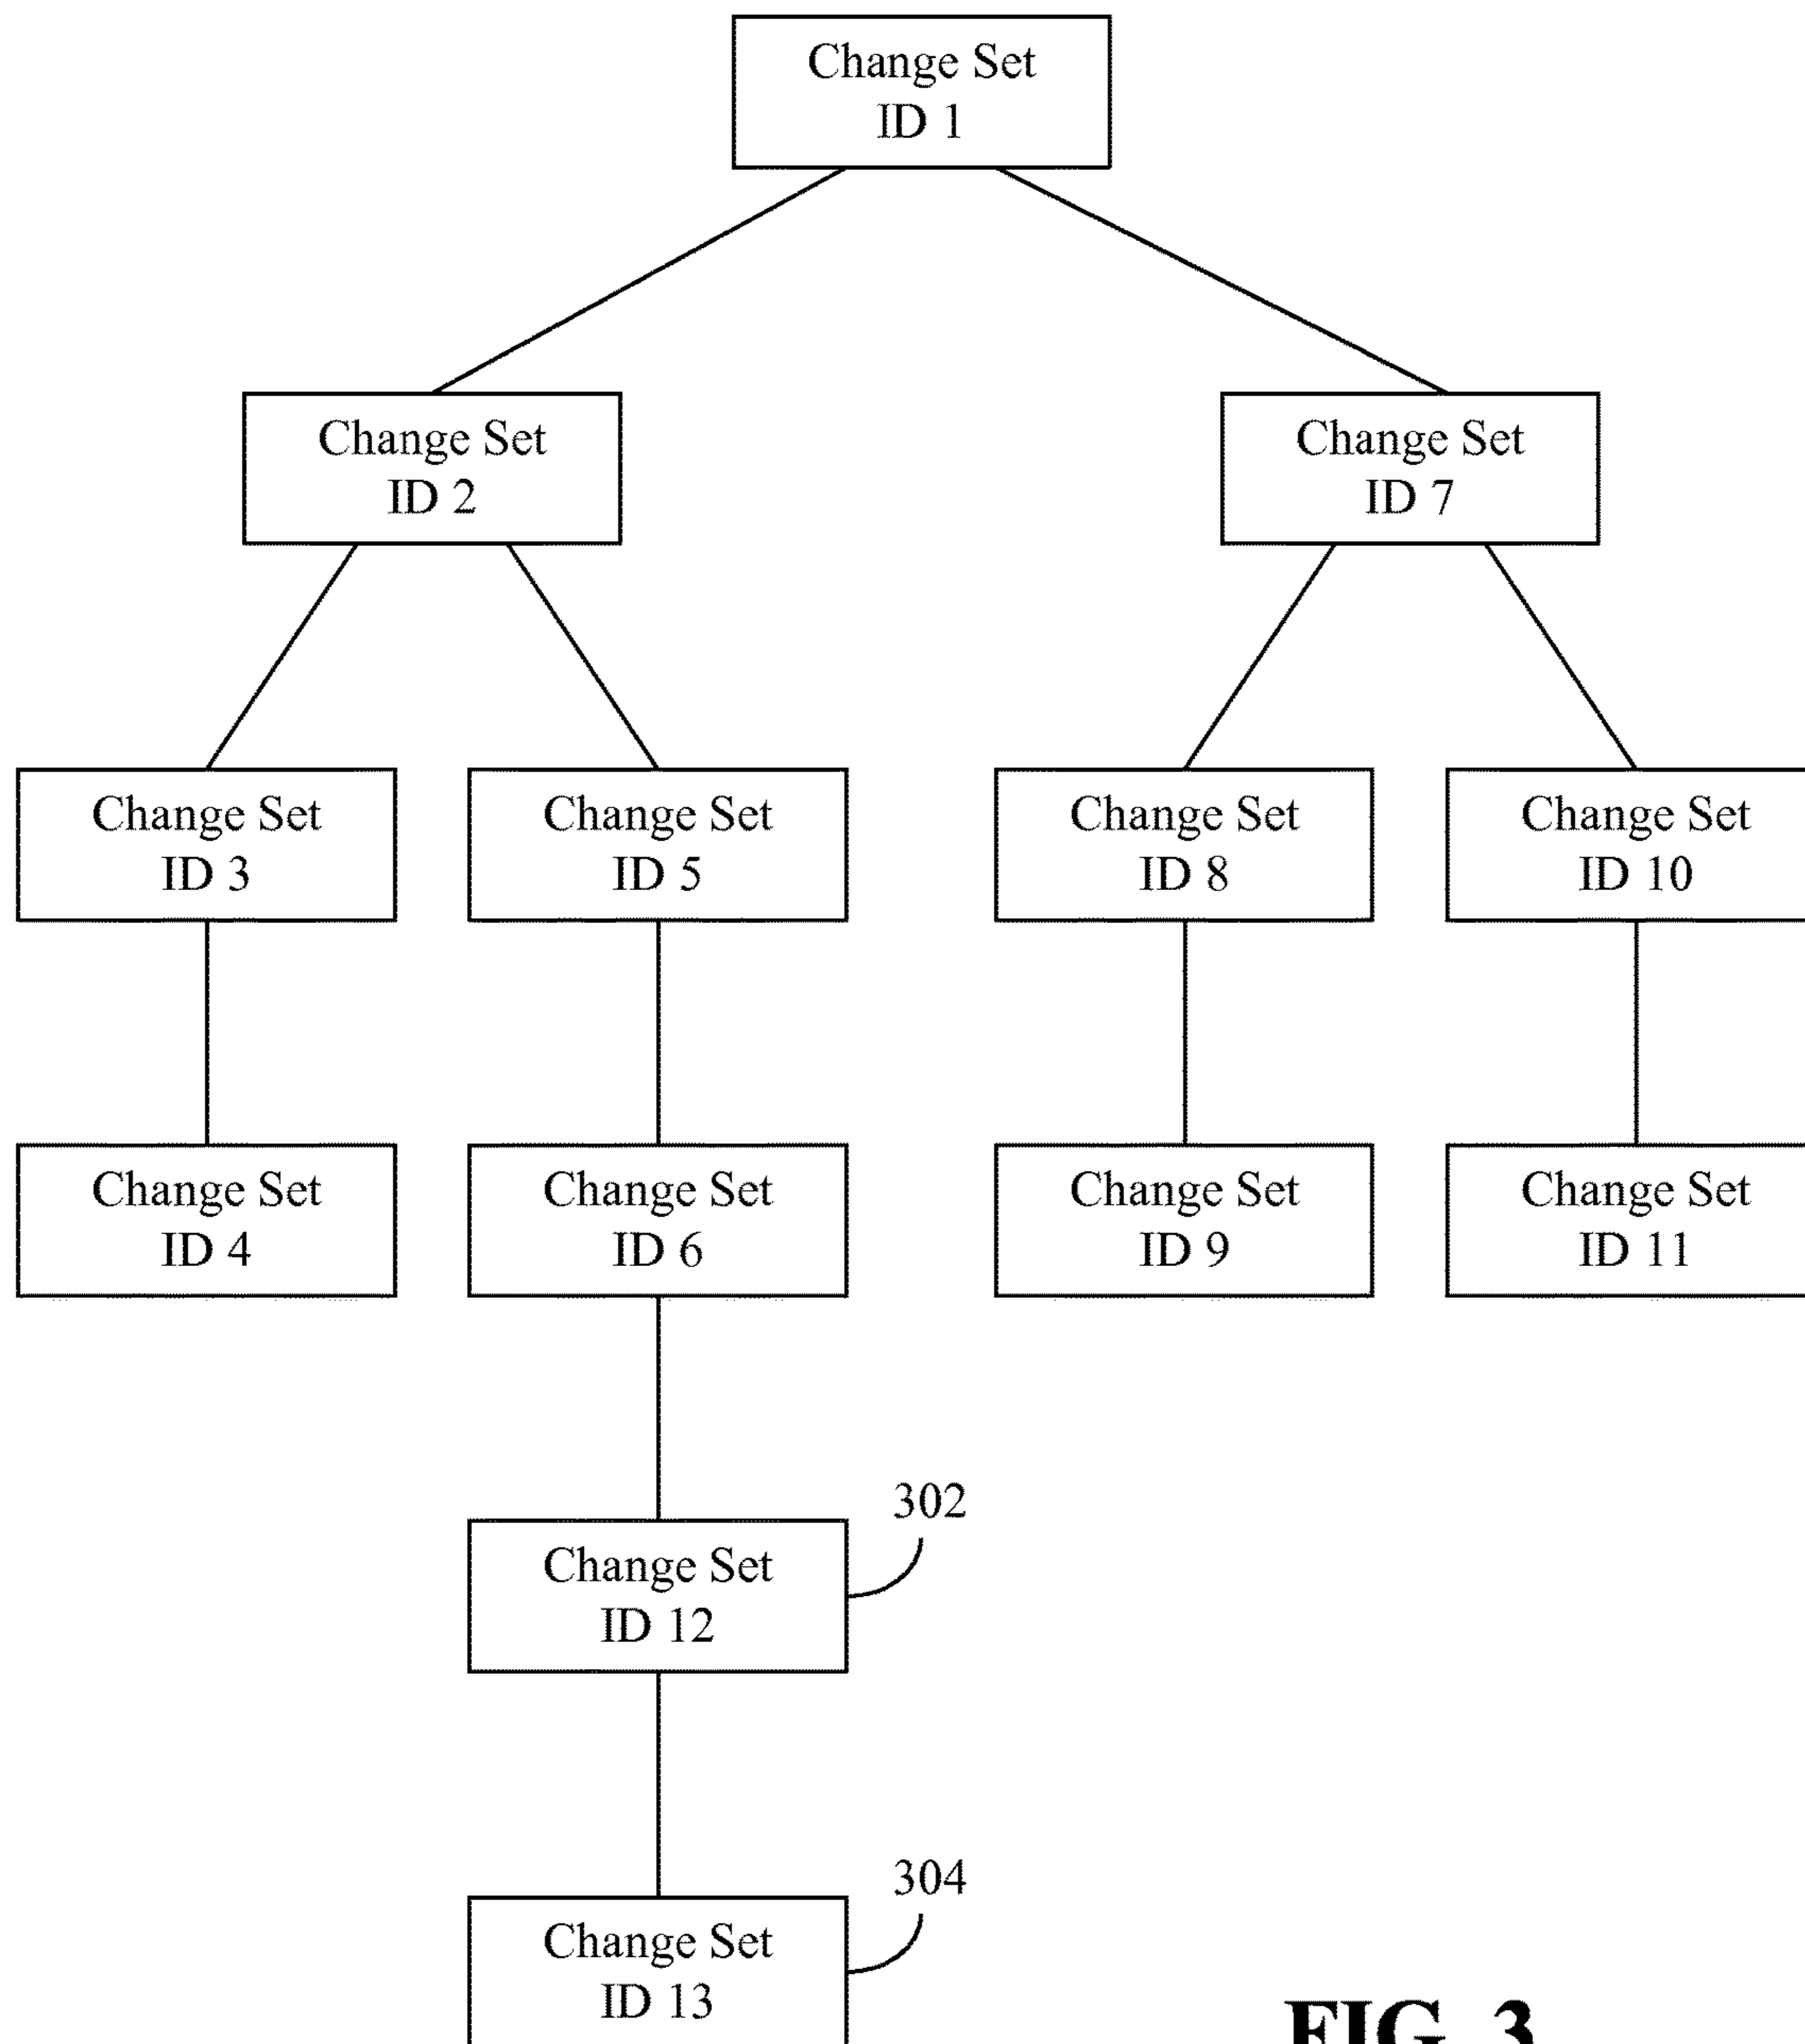 Change Set
ID 1
Change Set
ID 2
Change Set
ID 7
Change Set
ID 3
Change Set
ID 5
Change Set
ID 8
Change Set
ID 10
Change Set
ID 4
Change Set
ID 6
Change Set
ID 9
Change Set
ID 11
302
Change Set
ID 12
304
Change Set
ID 13
FIG. 3